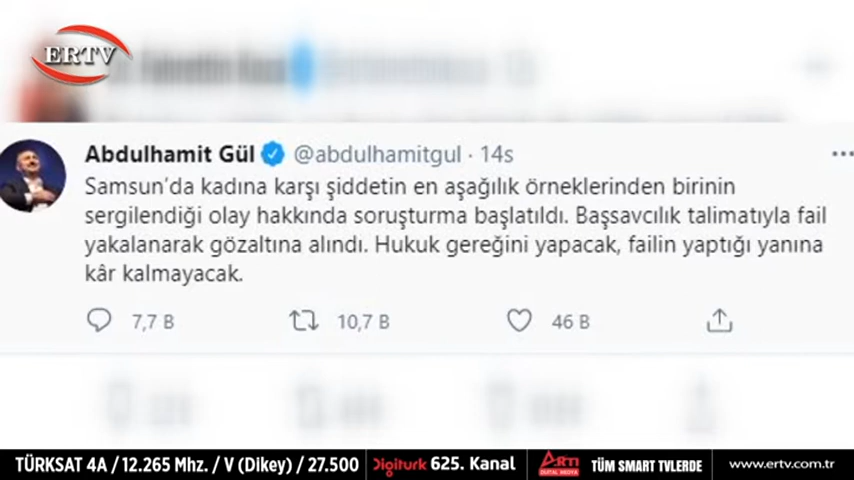 ERTV
Abdulhamit Gül @abdulhamitgul · 14s
Samsun'da kadına karşı şiddetin en aşağılık örneklerinden birinin
sergilendiği olay hakkında soruşturma başlatıldı. Başsavcılık talimatıyla fail
yakalanarak gözaltına alındı. Hukuk gereğini yapacak, failin yaptığı yanına
kâr kalmayacak.
7,7 B 10,7 B 46 B
TÜRKSAT 4A / 12.265 Mhz. / V (Dikey) / 27.500 Digiturk 625. Kanal ARTI DİJİTAL MEDYA TÜM SMART TVLERDE www.ertv.com.tr